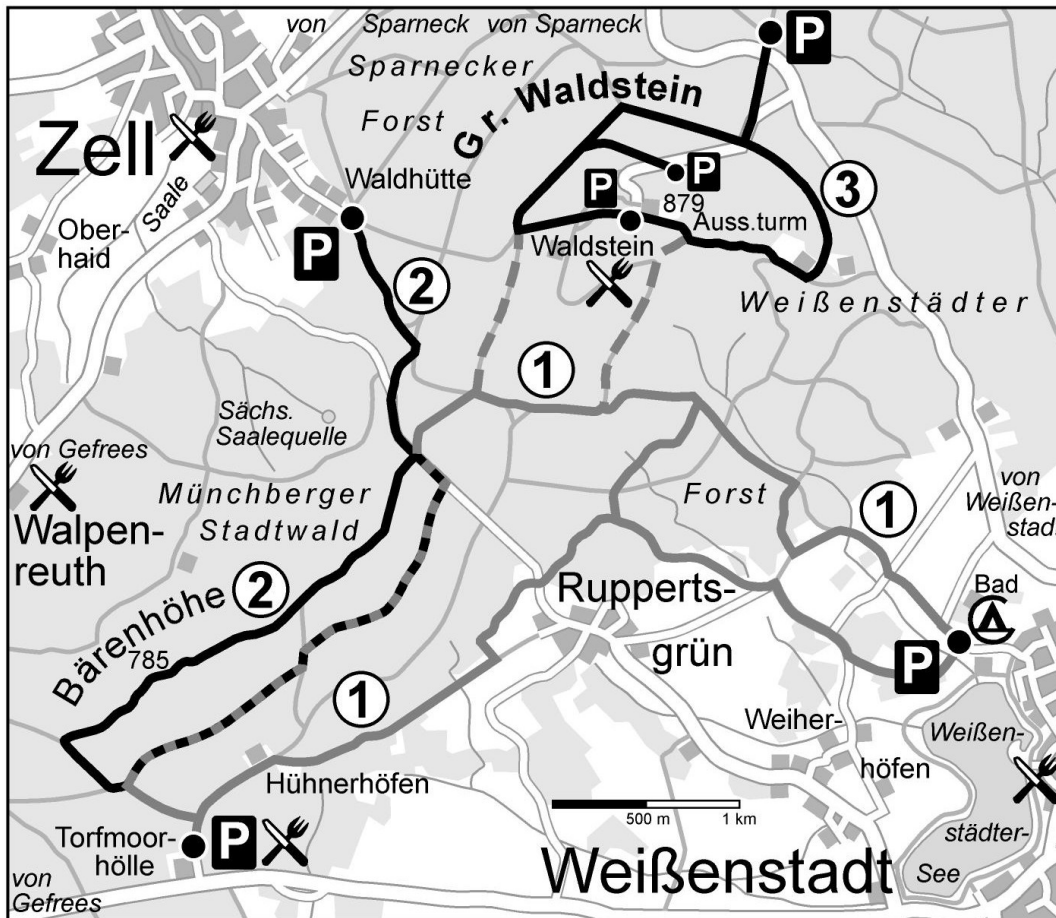 von Sparneck
von Sparneck
P
Sparnecker
Forst
Gr. Waldstein
Zell
Waldhütte
P
P
879
3
Saale
Ober-
haid
Auss.turm
Waldstein
P
2
Weißenstädter
1
Sächs.
Saalequelle
von Gefrees
Münchberger
Stadtwald
Forst
von
Weißen-
stadt
1
Walpen-
reuth
2
Bärenhöhe
785
Rupperts-
grün
Bad
P
1
Weiher-
höfen
Weißen-
städter-
See
Hühnerhöfen
500 m
1 km
Torfmoor-
hölle
P
Weißenstadt
von
Gefrees